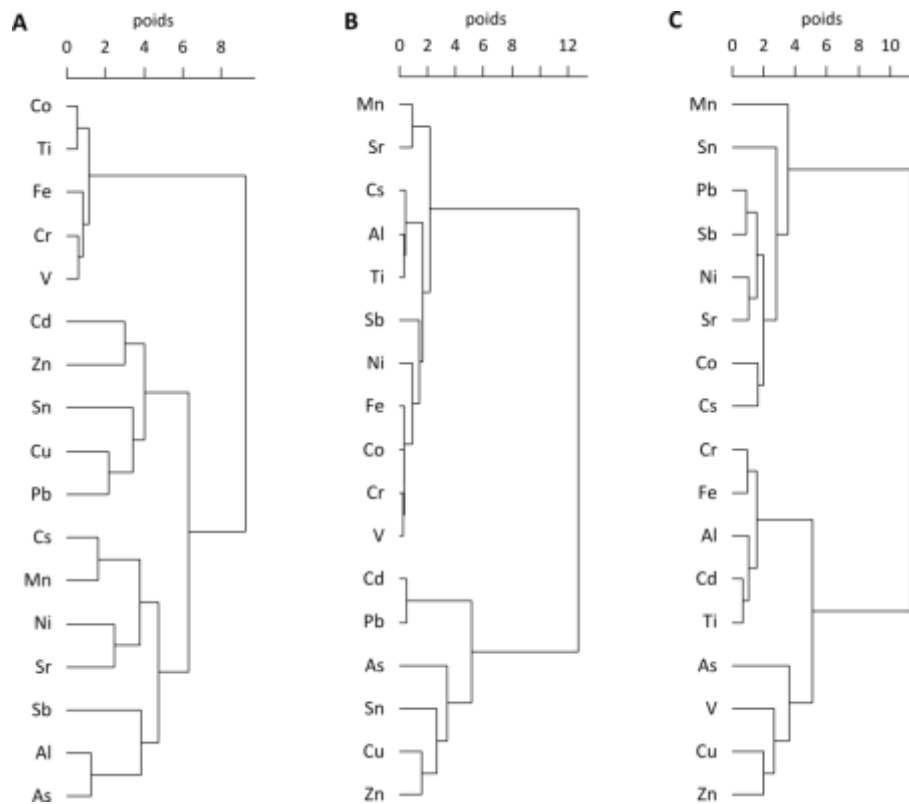 A
poids
0 2 4 6 8
Co
Ti
Fe
Cr
V
Cd
Zn
Sn
Cu
Pb
Cs
Mn
Ni
Sr
Sb
Al
As
B
poids
0 2 4 6 8 12
Mn
Sr
Cs
Al
Ti
Sb
Ni
Fe
Co
Cr
V
Cd
Pb
As
Sn
Cu
Zn
C
poids
0 2 4 6 8 10
Mn
Sn
Pb
Sb
Ni
Sr
Co
Cs
Cr
Fe
Al
Cd
Ti
As
V
Cu
Zn